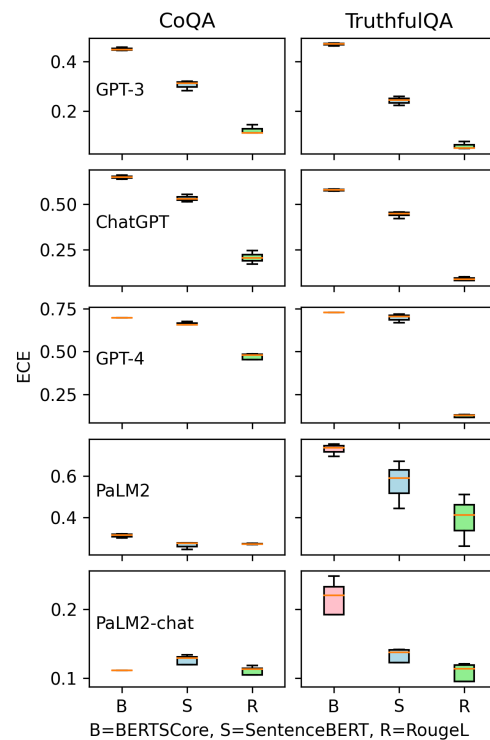 CoQA TruthfulQA
0.4
0.2
GPT-3
0.50
0.25
ChatGPT
0.75
0.50
0.25
GPT-4
ECE
0.6
0.4
PaLM2
0.2
0.1
PaLM2-chat
B S R B S R
B=BERTSCore, S=SentenceBERT, R=RougeL